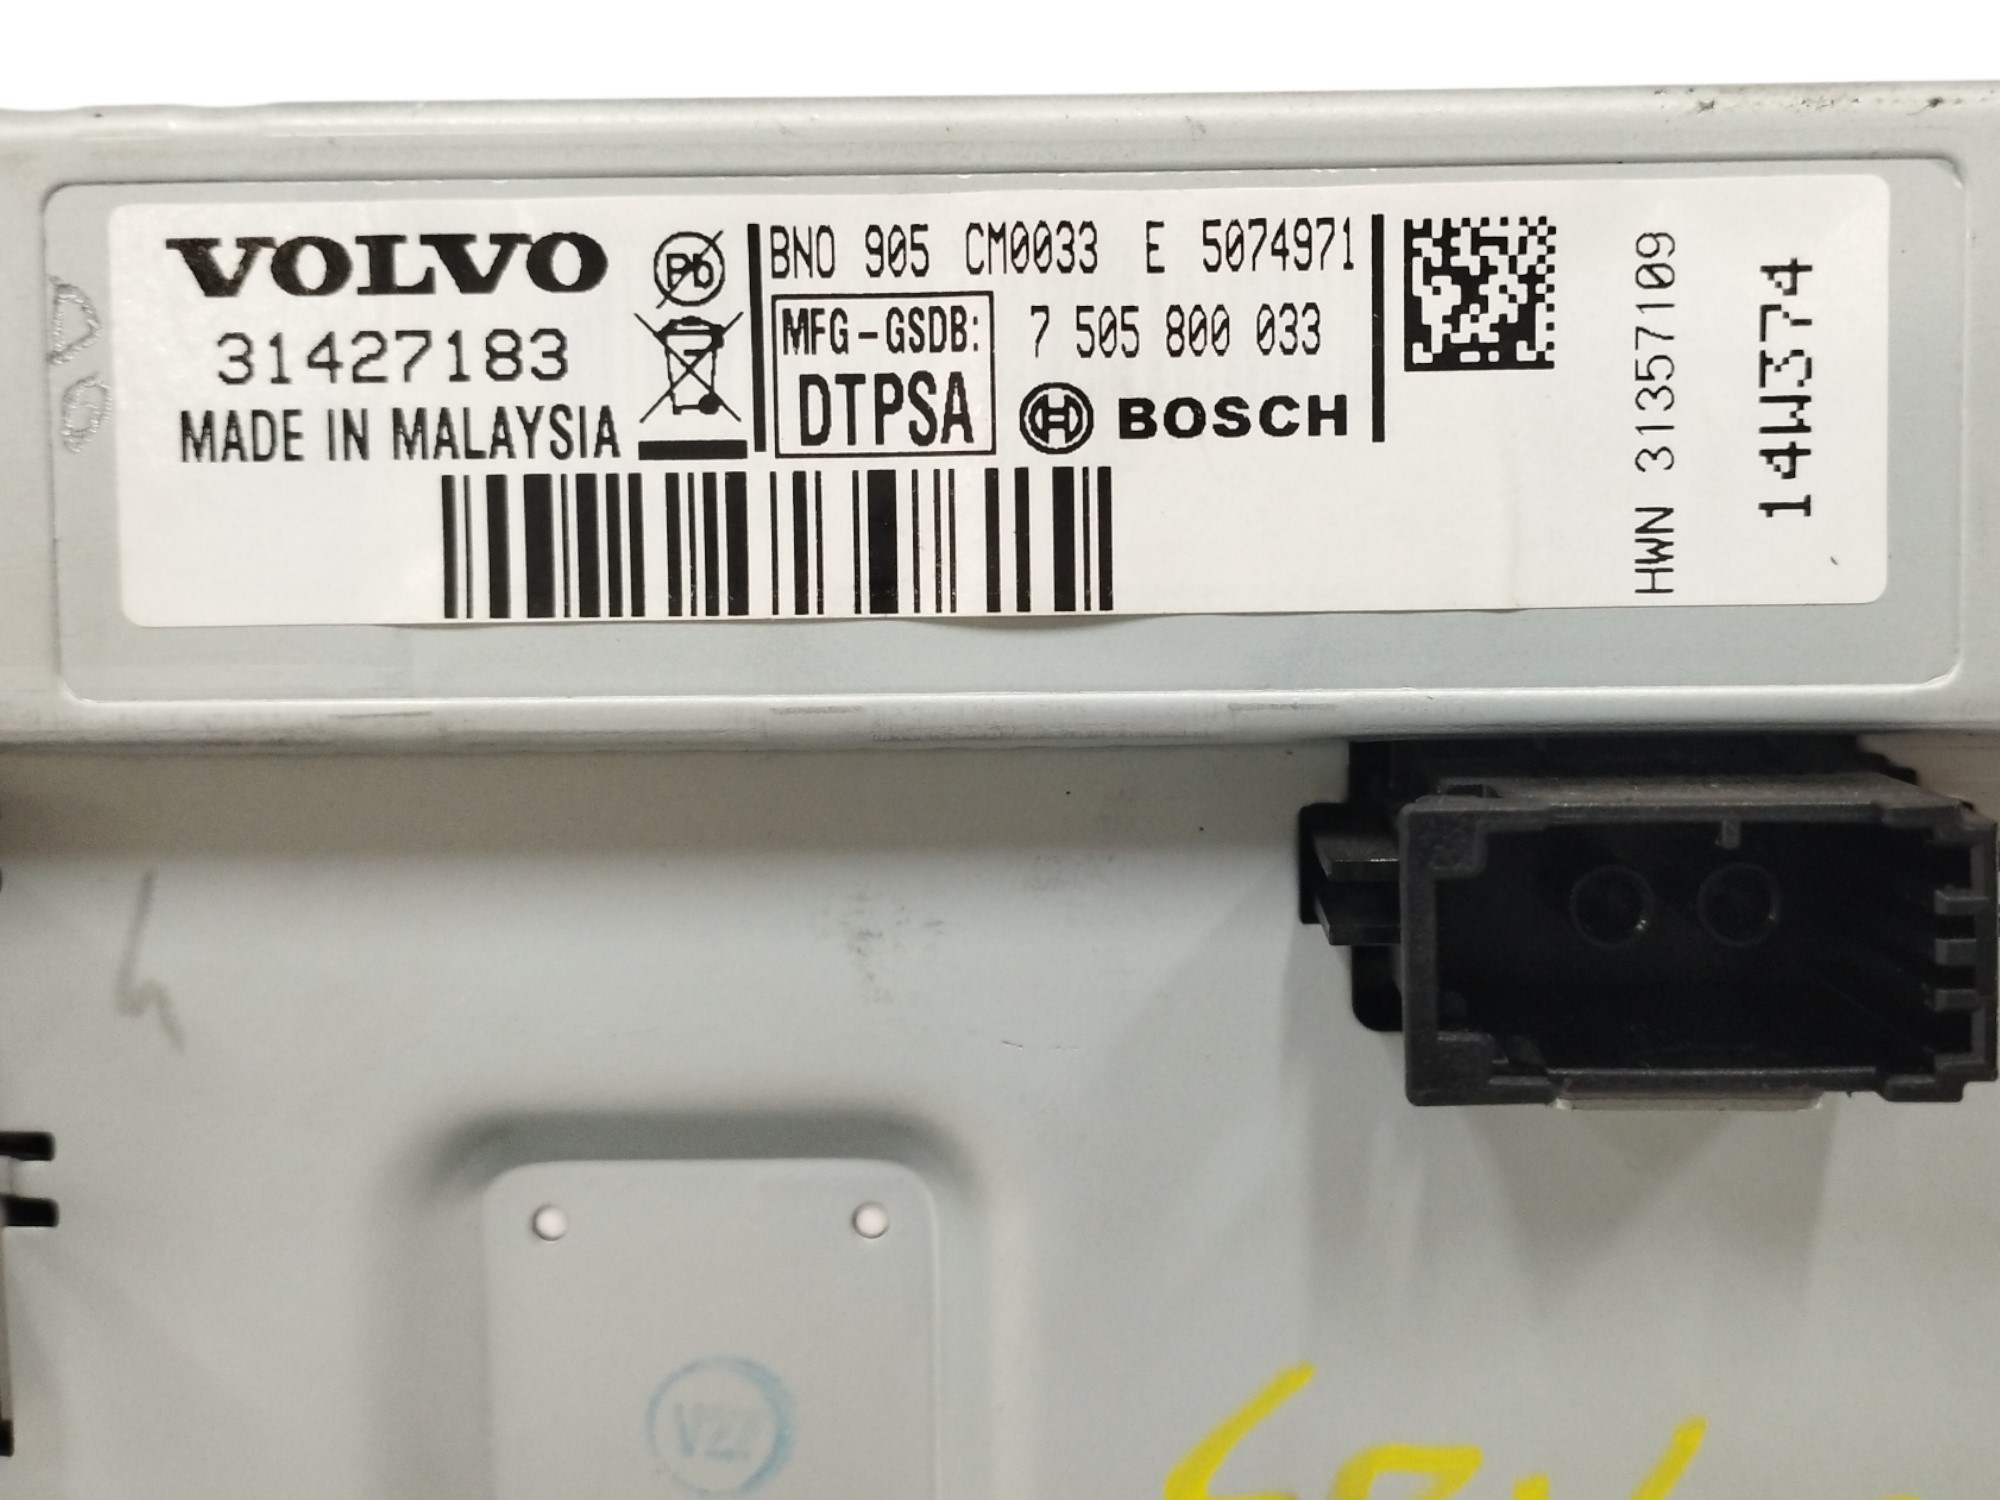 VOLVO
31427183
MADE IN MALAYSIA
Pb
BNO 905 CM0033 E 5074971
MFG-GSDB:
DTPSA
7 505 800 033
BOSCH
HWN 31357109
14W374